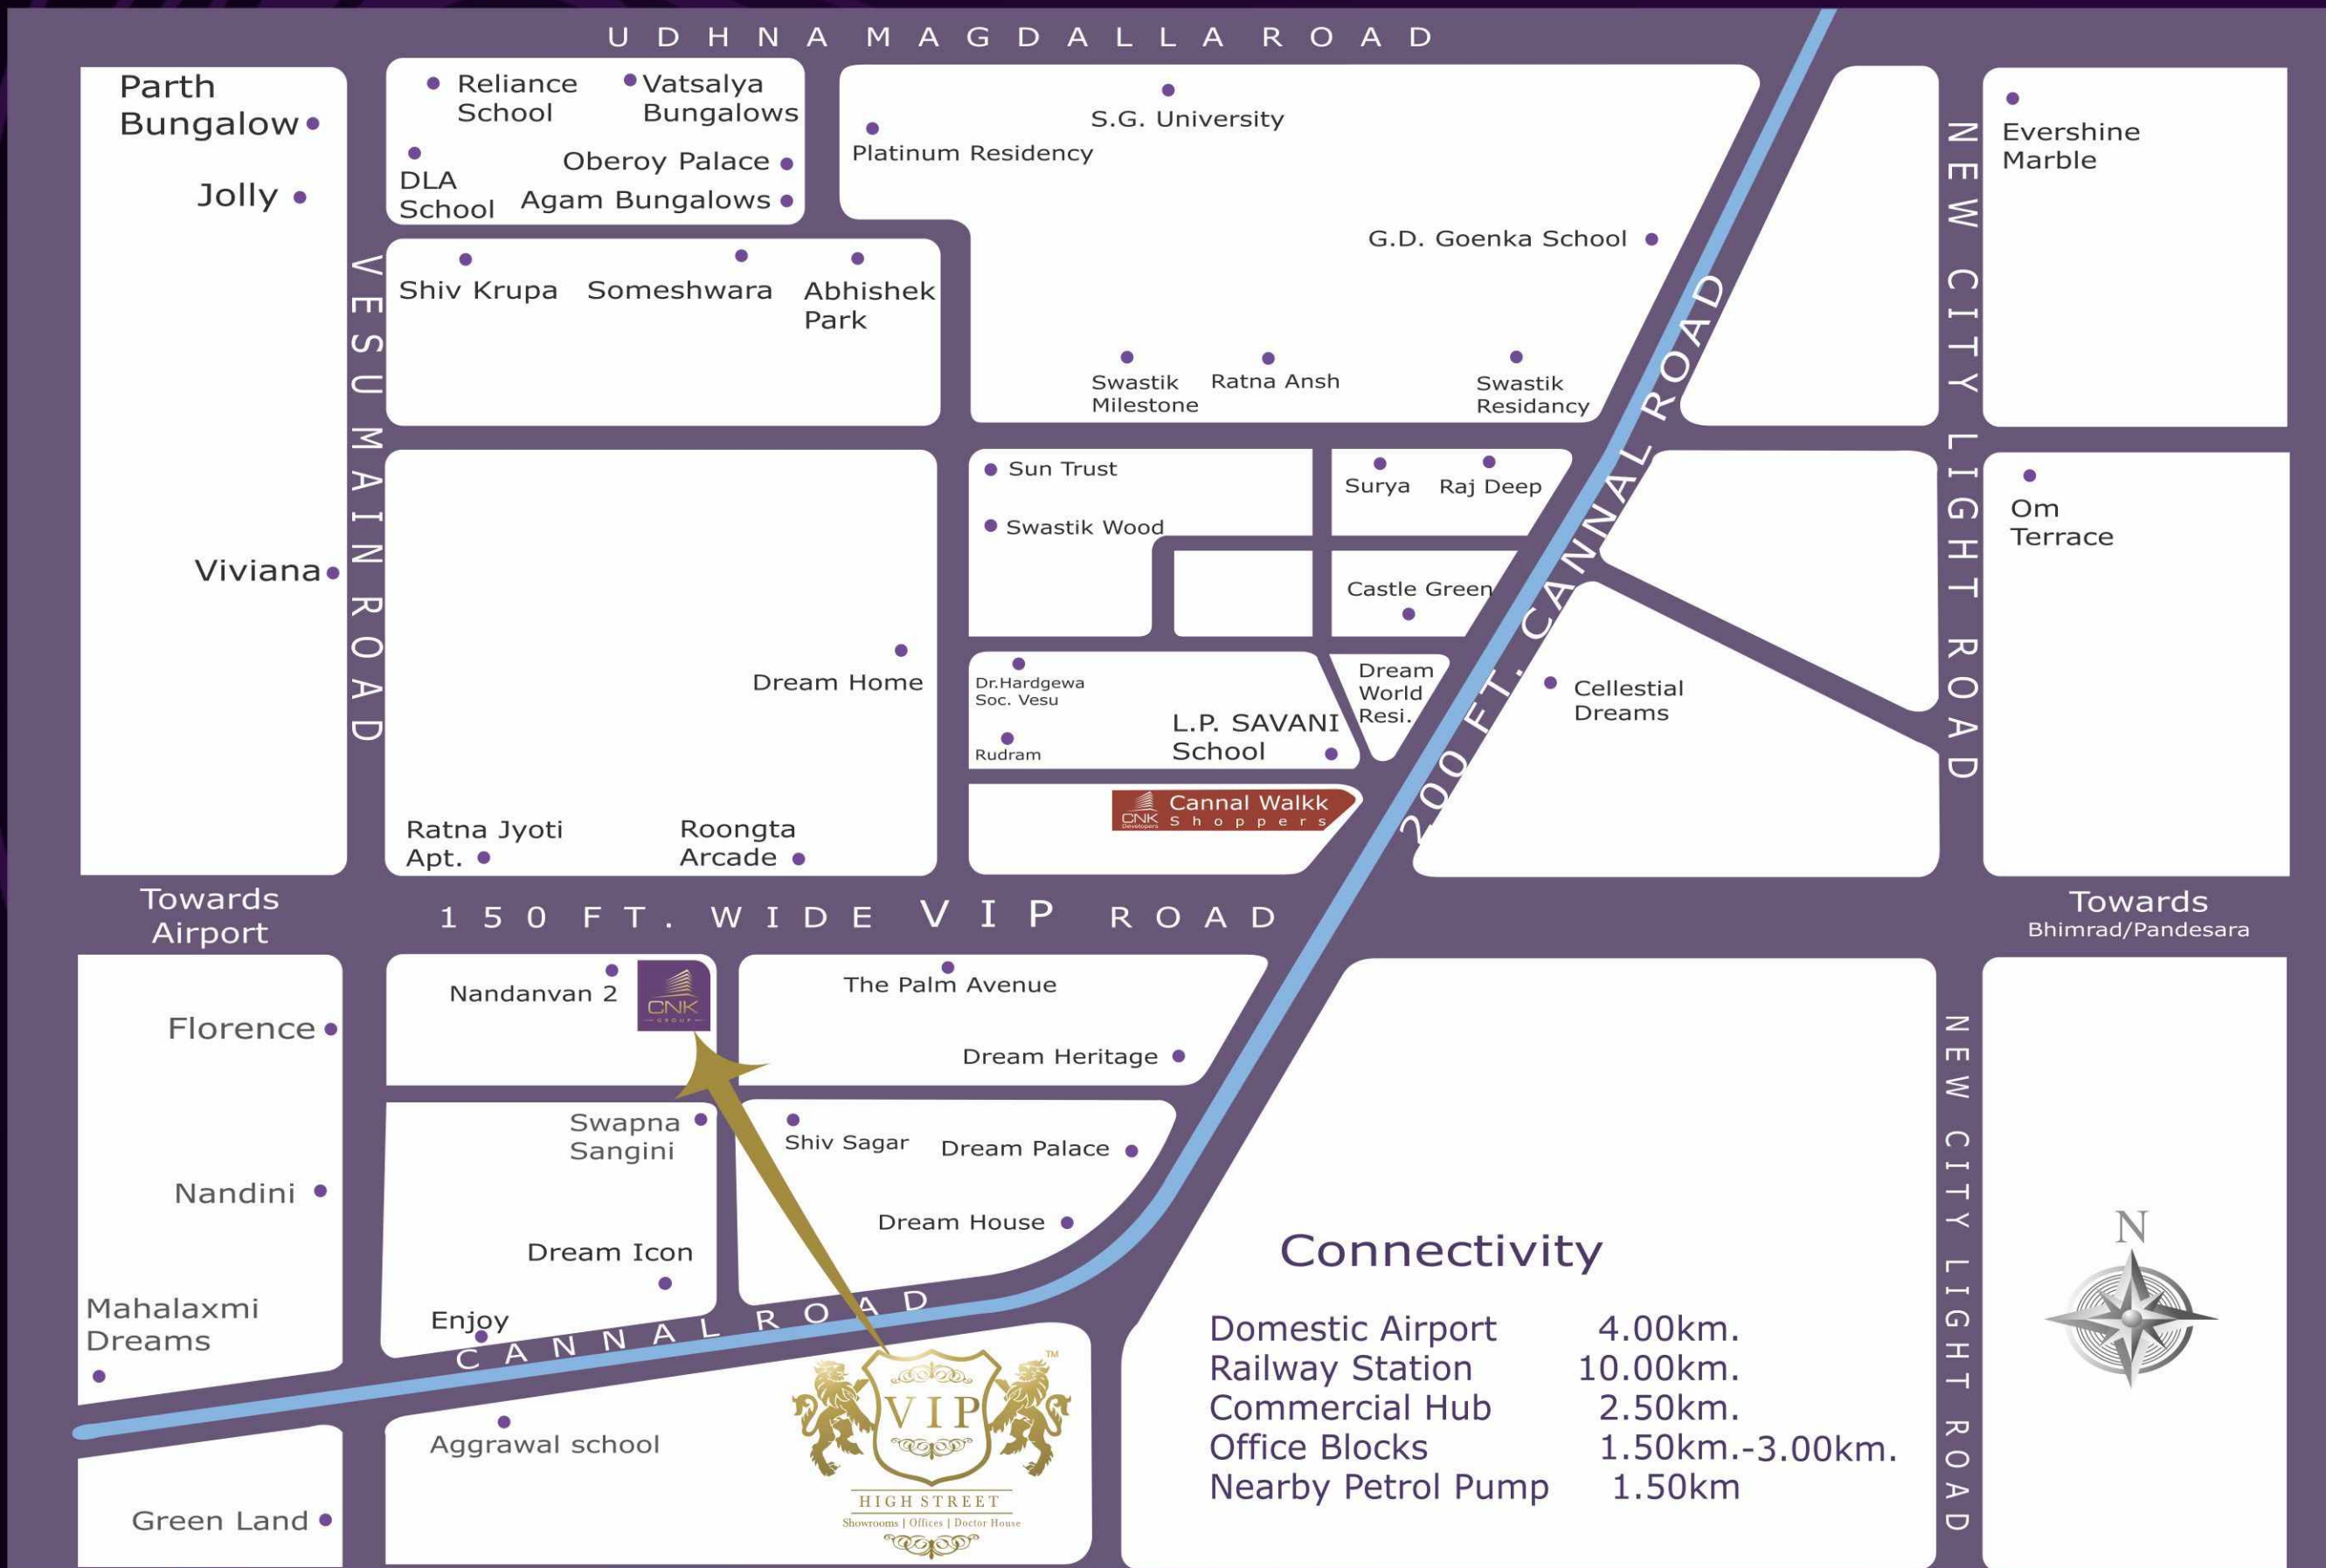 UDHNA MAGDALLA ROAD
Parth
Bungalow
Jolly
Viviana
VESU MAIN ROAD
Reliance
School
Vatsalya
Bungalows
DLA
School
Oberoy Palace
Agam Bungalows
Shiv Krupa
Someshwara
Abhishek
Park
Platinum Residency
S.G. University
G.D. Goenka School
Swastik
Milestone
Ratna Ansh
Swastik
Residancy
NEW CITY LIGHT ROAD
Evershine
Marble
Om
Terrace
Sun Trust
Swastik Wood
Surya
Raj Deep
Castle Green
200 FT. CANNAL ROAD
Dream Home
Dr.Hardgewa
Soc. Vesu
Rudram
L.P. SAVANI
School
Dream
World
Resi.
Cellestial
Dreams
CNK
Developers
Cannal Walkk
Shoppers
Ratna Jyoti
Apt.
Roongta
Arcade
Towards
Airport
150 FT. WIDE VIP ROAD
Towards
Bhimrad/Pandesara
Florence
Nandini
Mahalaxmi
Dreams
Green Land
Nandanvan 2
CNK
GROUP
The Palm Avenue
Dream Heritage
Swapna
Sangini
Shiv Sagar
Dream Palace
Dream House
Dream Icon
Enjoy
CANNAL ROAD
Aggrawal school
VIP
TM
HIGH STREET
Showrooms | Offices | Doctor House
Connectivity
Domestic Airport 4.00km.
Railway Station 10.00km.
Commercial Hub 2.50km.
Office Blocks 1.50km.-3.00km.
Nearby Petrol Pump 1.50km
NEW CITY LIGHT ROAD
N